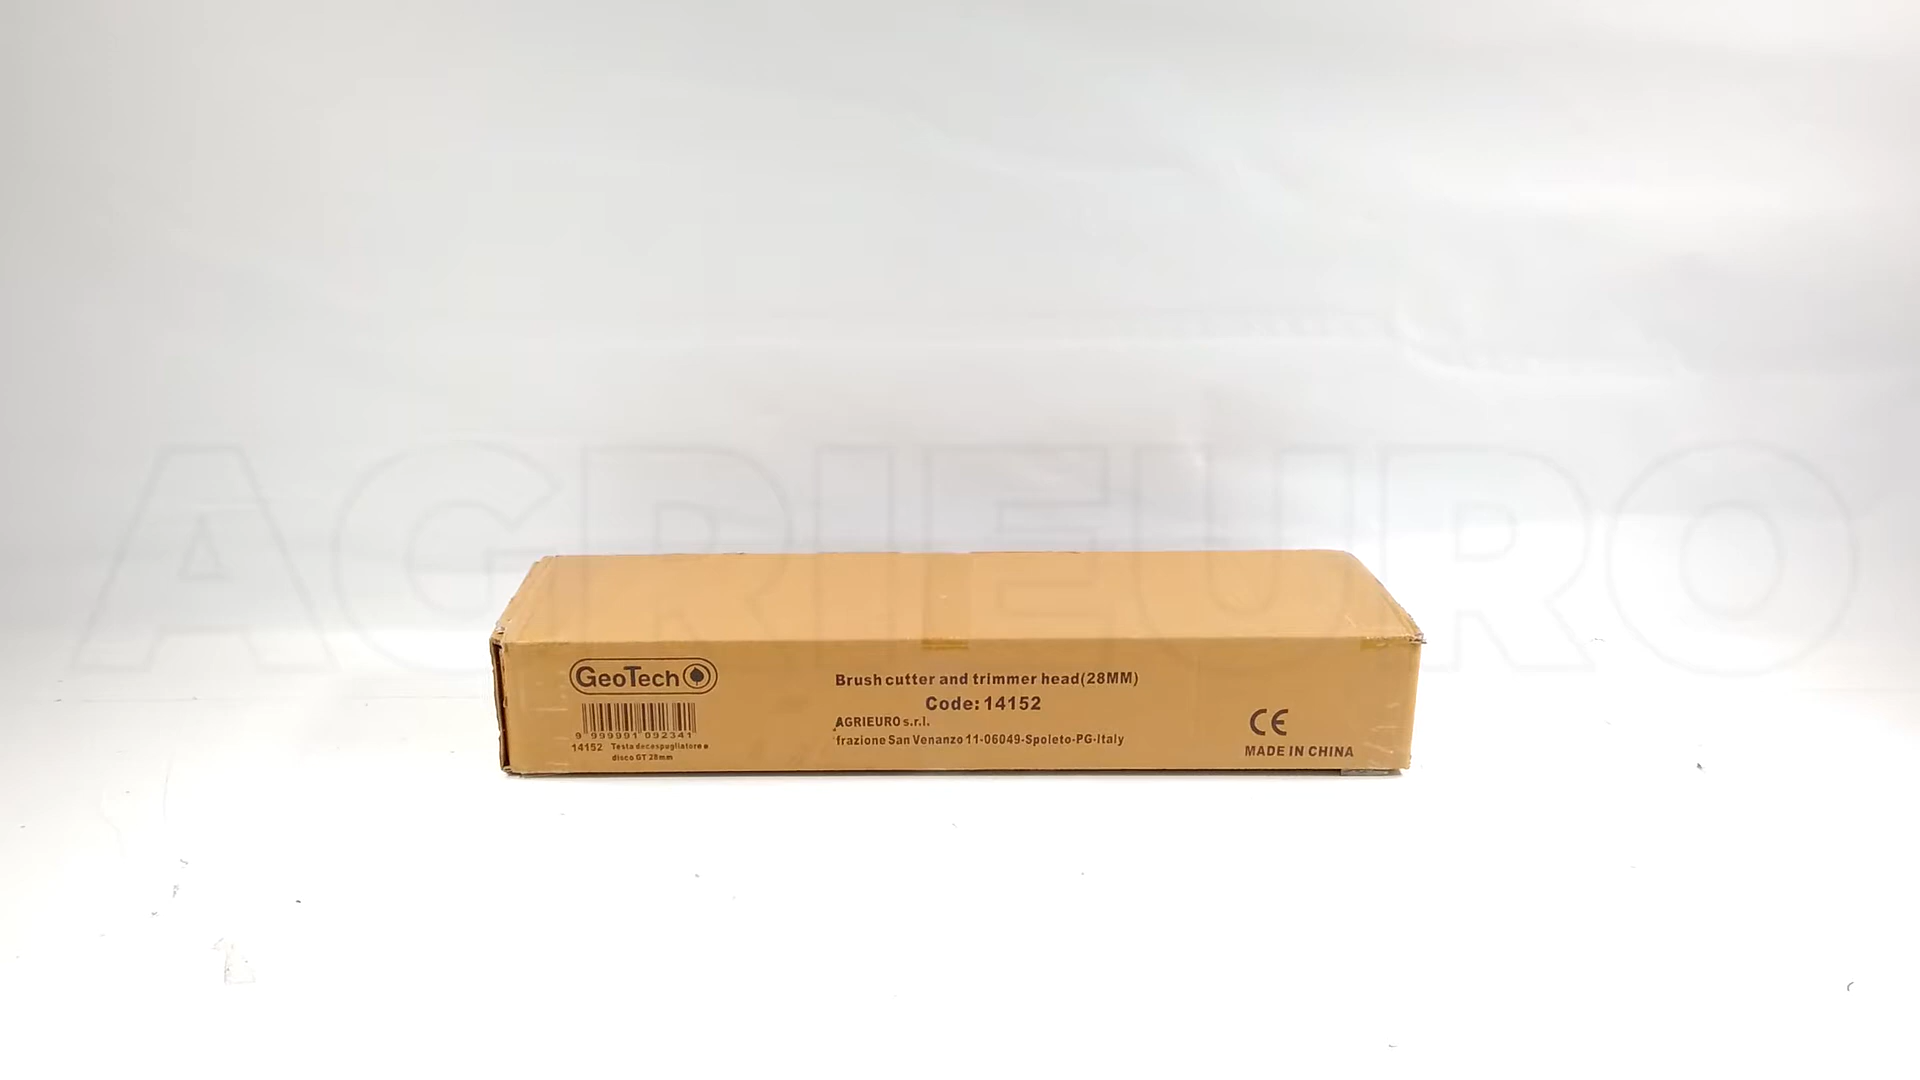 AGRIEURO
GeoTech
9 999991 092341
14152 Testa decespugliatore e
disco GT 28mm
Brush cutter and trimmer head(28MM)
Code:14152
AGRIEURO s.r.l.
frazione San Venanzo 11-06049-Spoleto-PG-Italy
CE
MADE IN CHINA